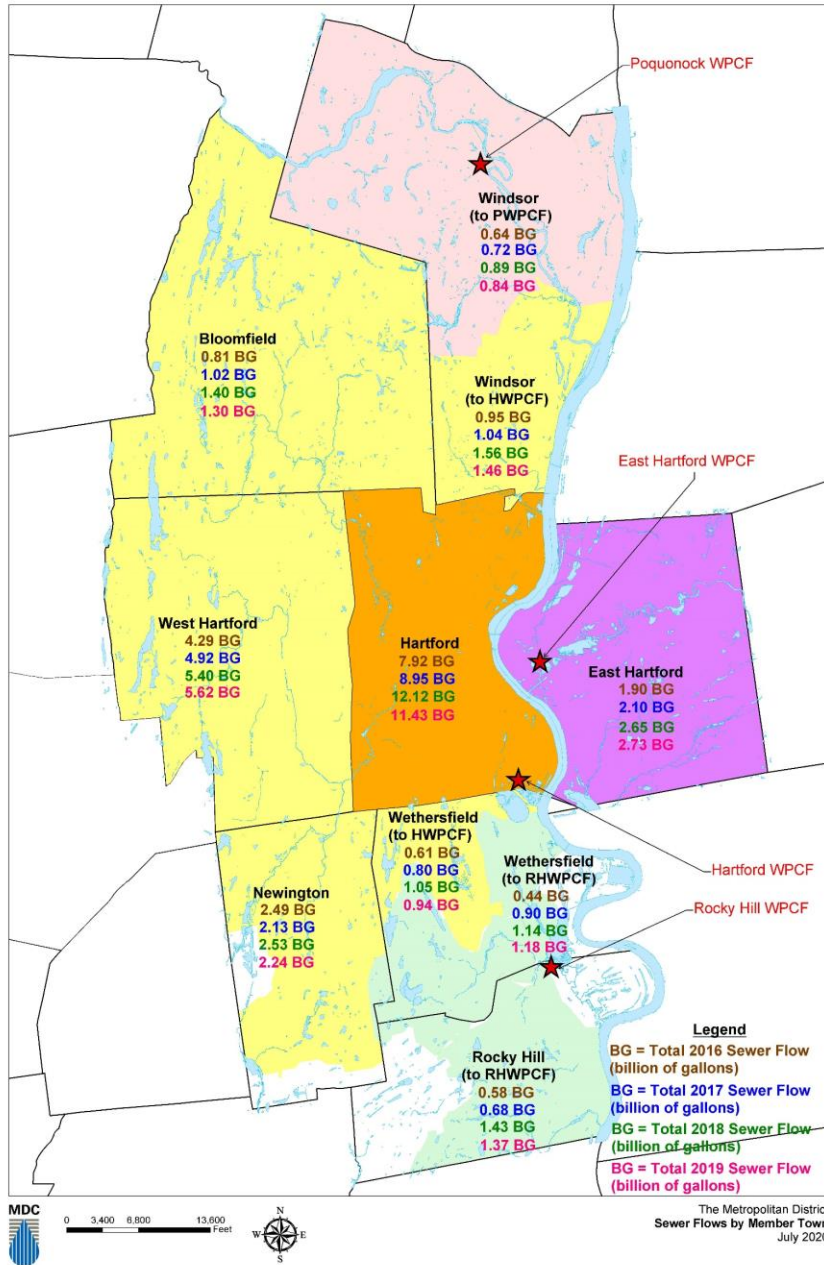 Poquonock WPCF
Windsor
(to PWPCF)
0.64 BG
0.72 BG
0.89 BG
0.84 BG
Bloomfield
0.81 BG
1.02 BG
1.40 BG
1.30 BG
Windsor
(to HWPCF)
0.95 BG
1.04 BG
1.56 BG
1.46 BG
East Hartford WPCF
West Hartford
4.29 BG
4.92 BG
5.40 BG
5.62 BG
Hartford
7.92 BG
8.95 BG
12.12 BG
11.43 BG
East Hartford
1.90 BG
2.10 BG
2.65 BG
2.73 BG
Wethersfield
(to HWPCF)
0.61 BG
0.80 BG
1.05 BG
0.94 BG
Wethersfield
(to RHWPCF)
0.44 BG
0.90 BG
1.14 BG
1.18 BG
Hartford WPCF
Rocky Hill WPCF
Newington
2.49 BG
2.13 BG
2.53 BG
2.24 BG
Rocky Hill
(to RHWPCF)
0.58 BG
0.68 BG
1.43 BG
1.37 BG
Legend
BG = Total 2016 Sewer Flow
(billion of gallons)
BG = Total 2017 Sewer Flow
(billion of gallons)
BG = Total 2018 Sewer Flow
(billion of gallons)
BG = Total 2019 Sewer Flow
(billion of gallons)
MDC
0 3,400 6,800 13,600
Feet
N
W E
S
The Metropolitan District
Sewer Flows by Member Town
July 2020